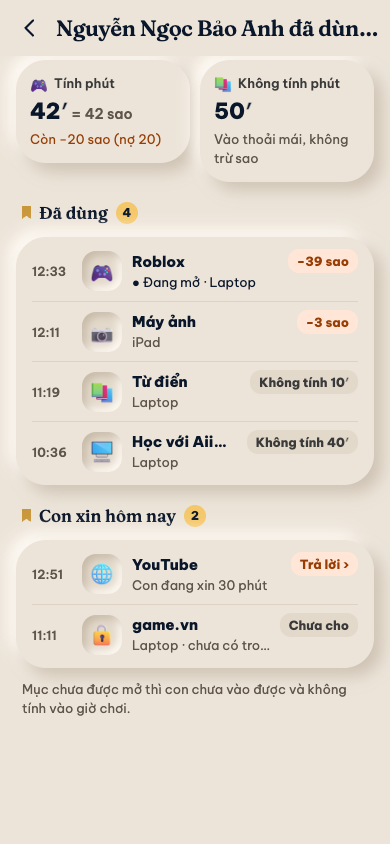 Nguyễn Ngọc Bảo Anh đã dùn...
Tính phút
42′ = 42 sao
Còn −20 sao (nợ 20)
Không tính phút
50′
Vào thoải mái, không
trừ sao
Đã dùng 4
12:33 Roblox −39 sao
● Đang mở · Laptop
12:11 Máy ảnh −3 sao
iPad
11:19 Từ điển Không tính 10′
Laptop
10:36 Học với Aii... Không tính 40′
Laptop
Con xin hôm nay 2
12:51 YouTube Trả lời ›
Con đang xin 30 phút
11:11 game.vn Chưa cho
Laptop · chưa có tro...
Mục chưa được mở thì con chưa vào được và không
tính vào giờ chơi.